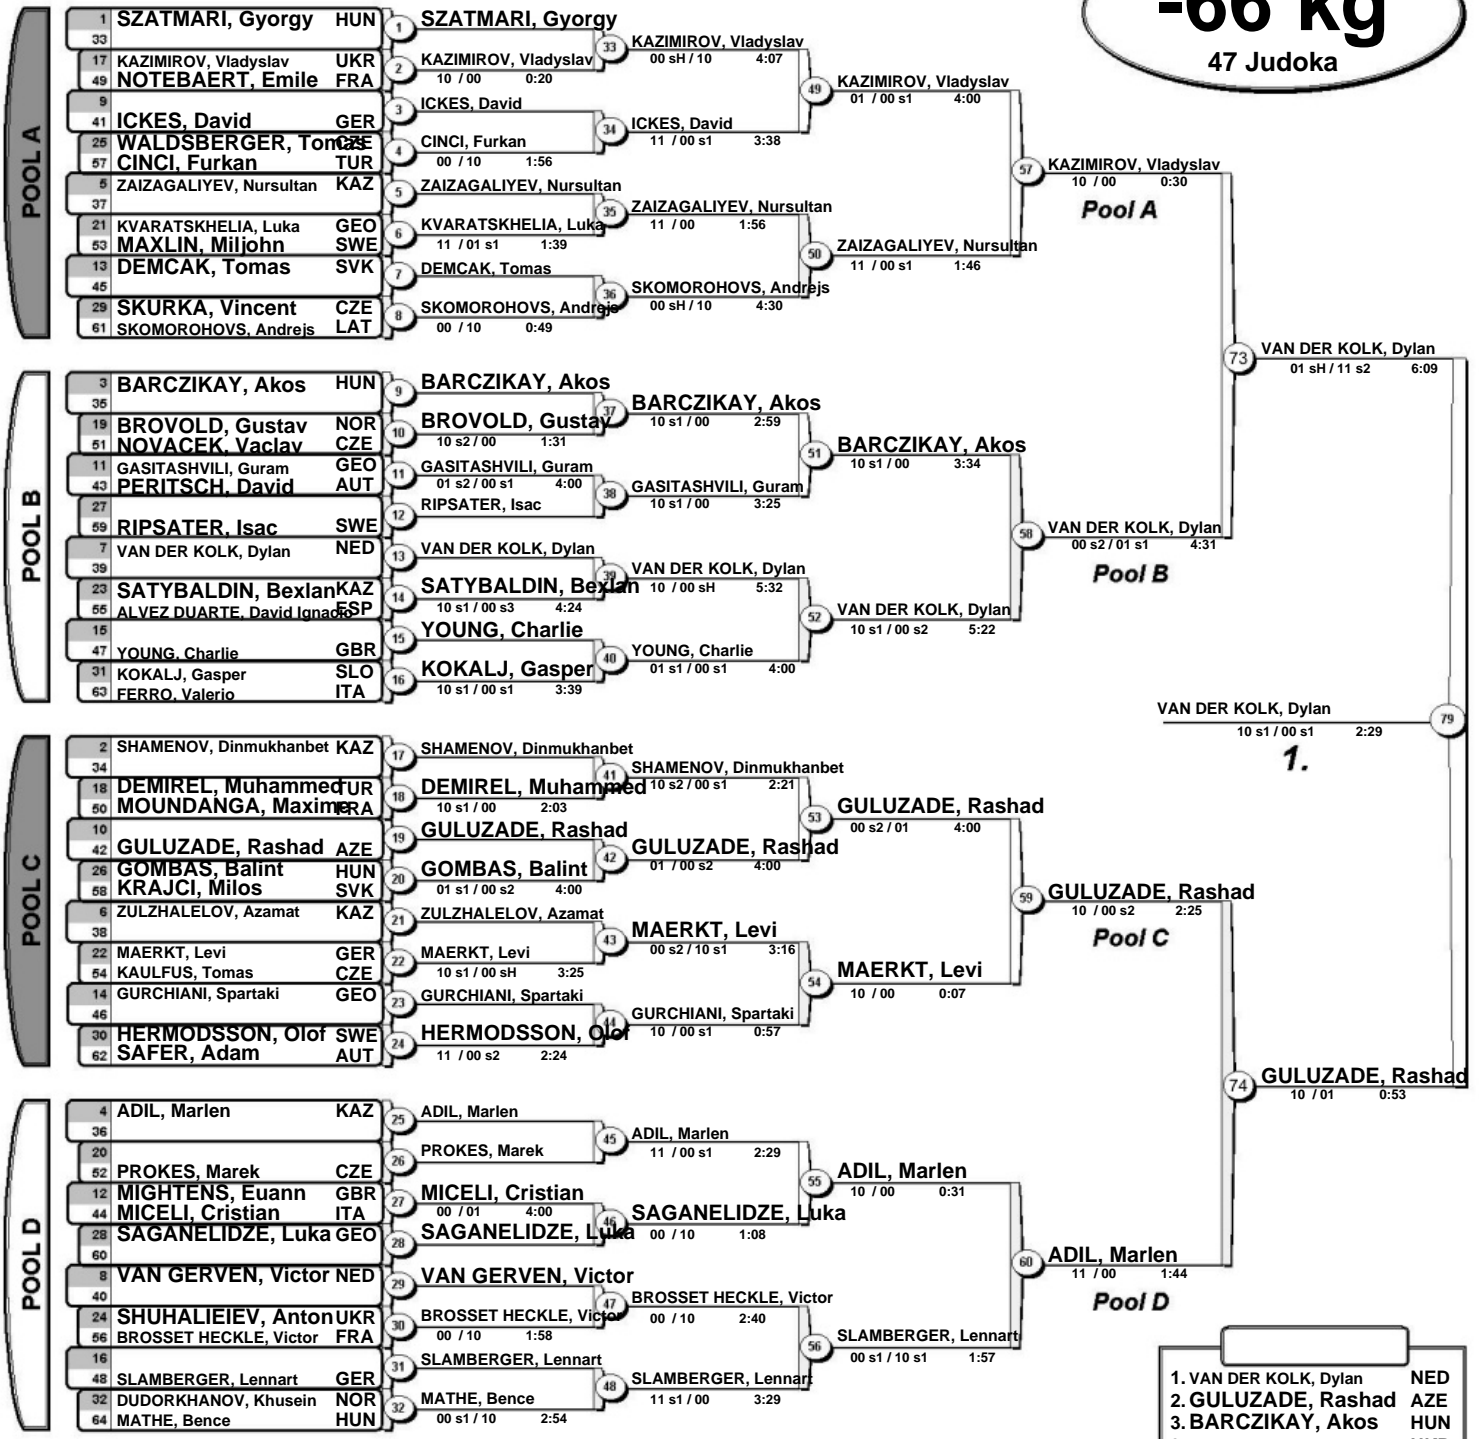 -66 kg
47 Judoka
POOL A
1 SZATMARI, Gyorgy HUN
33
17 KAZIMIROV, Vladyslav UKR
49 NOTEBAERT, Emile FRA
9
41 ICKES, David GER
25 WALDSBERGER, Tomas CZE
57 CINCI, Furkan TUR
5 ZAIZAGALIYEV, Nursultan KAZ
37
21 KVARATSKHELIA, Luka GEO
53 MAXLIN, Miljohn SWE
13 DEMCAK, Tomas SVK
45
29 SKURKA, Vincent CZE
61 SKOMOROHOVS, Andrejs LAT
1 SZATMARI, Gyorgy
2 KAZIMIROV, Vladyslav
10 / 00 0:20
3 ICKES, David
4 CINCI, Furkan
00 / 10 1:56
5 ZAIZAGALIYEV, Nursultan
6 KVARATSKHELIA, Luka
11 / 01 s1 1:39
7 DEMCAK, Tomas
8 SKOMOROHOVS, Andrejs
00 / 10 0:49
33 KAZIMIROV, Vladyslav
00 sH / 10 4:07
34 ICKES, David
11 / 00 s1 3:38
35 ZAIZAGALIYEV, Nursultan
11 / 00 1:56
36 SKOMOROHOVS, Andrejs
00 sH / 10 4:30
49 KAZIMIROV, Vladyslav
01 / 00 s1 4:00
50 ZAIZAGALIYEV, Nursultan
11 / 00 s1 1:46
57 KAZIMIROV, Vladyslav
10 / 00 0:30
Pool A
POOL B
3 BARCZIKAY, Akos HUN
35
19 BROVOLD, Gustav NOR
51 NOVACEK, Vaclav CZE
11 GASITASHVILI, Guram GEO
43 PERITSCH, David AUT
27
59 RIPSATER, Isac SWE
7 VAN DER KOLK, Dylan NED
39
23 SATYBALDIN, Bexlan KAZ
55 ALVEZ DUARTE, David Ignacio ESP
15
47 YOUNG, Charlie GBR
31 KOKALJ, Gasper SLO
63 FERRO, Valerio ITA
9 BARCZIKAY, Akos
10 BROVOLD, Gustav
10 s2 / 00 1:31
11 GASITASHVILI, Guram
01 s2 / 00 s1 4:00
12 RIPSATER, Isac
13 VAN DER KOLK, Dylan
14 SATYBALDIN, Bexlan
10 s1 / 00 s3 4:24
15 YOUNG, Charlie
16 KOKALJ, Gasper
10 s1 / 00 s1 3:39
37 BARCZIKAY, Akos
10 s1 / 00 2:59
38 GASITASHVILI, Guram
10 s1 / 00 3:25
39 VAN DER KOLK, Dylan
10 / 00 sH 5:32
40 YOUNG, Charlie
01 s1 / 00 s1 4:00
51 BARCZIKAY, Akos
10 s1 / 00 3:34
52 VAN DER KOLK, Dylan
10 s1 / 00 s2 5:22
58 VAN DER KOLK, Dylan
00 s2 / 01 s1 4:31
Pool B
73 VAN DER KOLK, Dylan
01 sH / 11 s2 6:09
VAN DER KOLK, Dylan 79
10 s1 / 00 s1 2:29
1.
POOL C
2 SHAMENOV, Dinmukhanbet KAZ
34
18 DEMIREL, Muhammed TUR
50 MOUNDANGA, Maxime FRA
10
42 GULUZADE, Rashad AZE
26 GOMBAS, Balint HUN
58 KRAJCI, Milos SVK
6 ZULZHALELOV, Azamat KAZ
38
22 MAERKT, Levi GER
54 KAULFUS, Tomas CZE
14 GURCHIANI, Spartaki GEO
46
30 HERMODSSON, Olof SWE
62 SAFER, Adam AUT
17 SHAMENOV, Dinmukhanbet
18 DEMIREL, Muhammed
10 s1 / 00 2:03
19 GULUZADE, Rashad
20 GOMBAS, Balint
01 s1 / 00 s2 4:00
21 ZULZHALELOV, Azamat
22 MAERKT, Levi
10 s1 / 00 sH 3:25
23 GURCHIANI, Spartaki
24 HERMODSSON, Olof
11 / 00 s2 2:24
41 SHAMENOV, Dinmukhanbet
10 s2 / 00 s1 2:21
42 GULUZADE, Rashad
01 / 00 s2 4:00
43 MAERKT, Levi
00 s2 / 10 s1 3:16
44 GURCHIANI, Spartaki
10 / 00 s1 0:57
53 GULUZADE, Rashad
00 s2 / 01 4:00
54 MAERKT, Levi
10 / 00 0:07
59 GULUZADE, Rashad
10 / 00 s2 2:25
Pool C
74 GULUZADE, Rashad
10 / 01 0:53
POOL D
4 ADIL, Marlen KAZ
36
20
52 PROKES, Marek CZE
12 MIGHTENS, Euann GBR
44 MICELI, Cristian ITA
28 SAGANELIDZE, Luka GEO
60
8 VAN GERVEN, Victor NED
40
24 SHUHALIEIEV, Anton UKR
56 BROSSET HECKLE, Victor FRA
16
48 SLAMBERGER, Lennart GER
32 DUDORKHANOV, Khusein NOR
64 MATHE, Bence HUN
25 ADIL, Marlen
26 PROKES, Marek
27 MICELI, Cristian
00 / 01 4:00
28 SAGANELIDZE, Luka
29 VAN GERVEN, Victor
30 BROSSET HECKLE, Victor
00 / 10 1:58
31 SLAMBERGER, Lennart
32 MATHE, Bence
00 s1 / 10 2:54
45 ADIL, Marlen
11 / 00 s1 2:29
46 SAGANELIDZE, Luka
00 / 10 1:08
47 BROSSET HECKLE, Victor
00 / 10 2:40
48 SLAMBERGER, Lennart
11 s1 / 00 3:29
55 ADIL, Marlen
10 / 00 0:31
56 SLAMBERGER, Lennart
00 s1 / 10 s1 1:57
60 ADIL, Marlen
11 / 00 1:44
Pool D
1. VAN DER KOLK, Dylan NED
2. GULUZADE, Rashad AZE
3. BARCZIKAY, Akos HUN